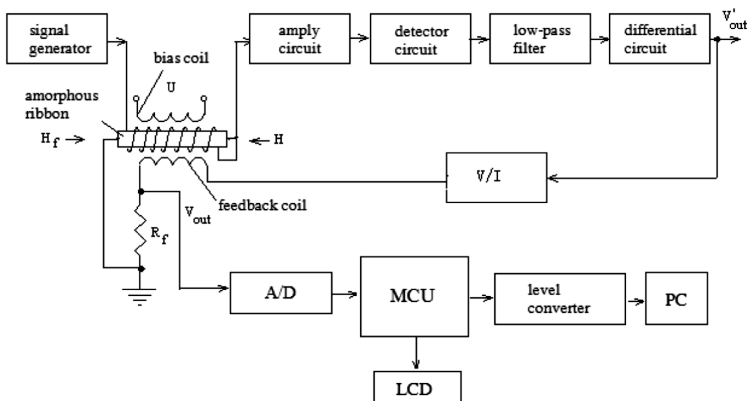 signal
generator
amply
circuit
detector
circuit
low-pass
filter
differential
circuit
V'out
bias coil
U
amorphous
ribbon
Hf
H
V/I
feedback coil
Vout
Rf
A/D
MCU
level
converter
PC
LCD